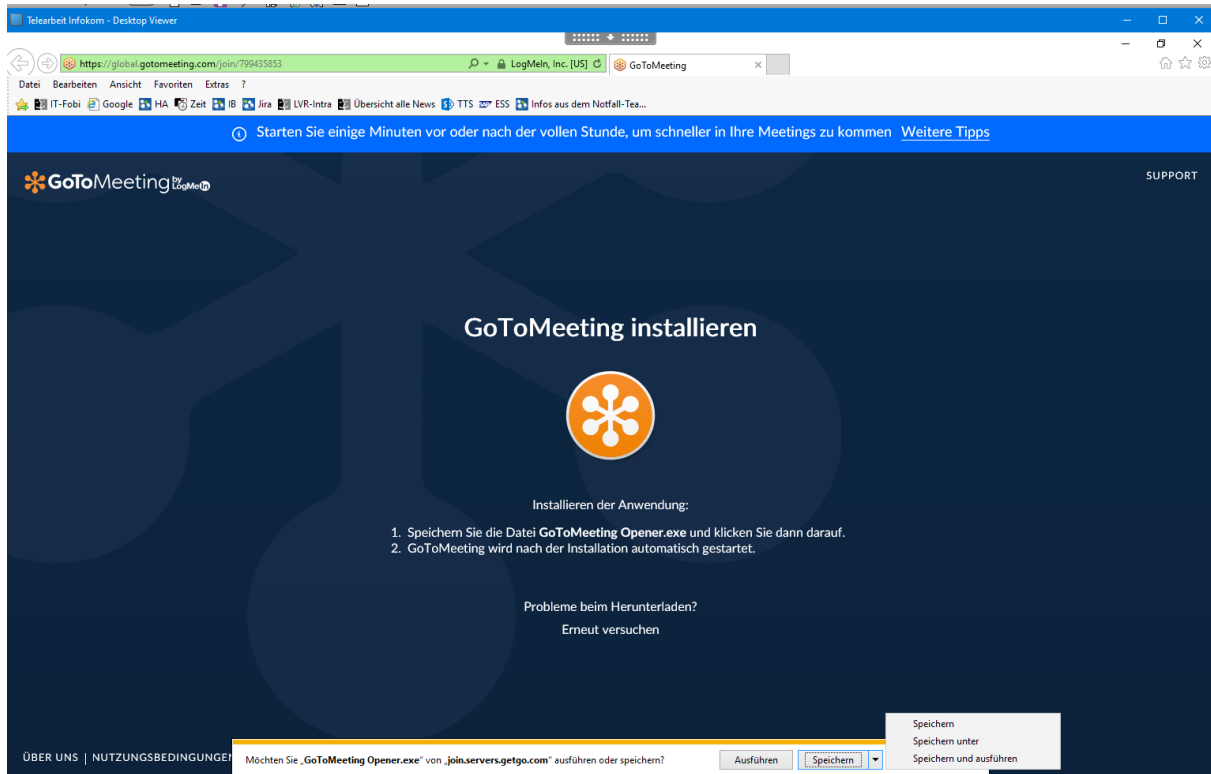 Telearbeit Infokom - Desktop Viewer
https://global.gotomeeting.com/join/799435853
LogMeIn, Inc. [US]
GoToMeeting
Datei Bearbeiten Ansicht Favoriten Extras ?
IT-Fobi Google HA Zeit IB Jira LVR-Intra Übersicht alle News TTS ESS Infos aus dem Notfall-Tea...
Starten Sie einige Minuten vor oder nach der vollen Stunde, um schneller in Ihre Meetings zu kommen Weitere Tipps
GoToMeeting by LogMeIn
SUPPORT
GoToMeeting installieren
Installieren der Anwendung:
1. Speichern Sie die Datei GoToMeeting Opener.exe und klicken Sie dann darauf.
2. GoToMeeting wird nach der Installation automatisch gestartet.
Probleme beim Herunterladen?
Erneut versuchen
Speichern
Speichern unter
Speichern und ausführen
ÜBER UNS | NUTZUNGSBEDINGUNGEN
Möchten Sie „GoToMeeting Opener.exe" von „join.servers.getgo.com" ausführen oder speichern?
Ausführen
Speichern